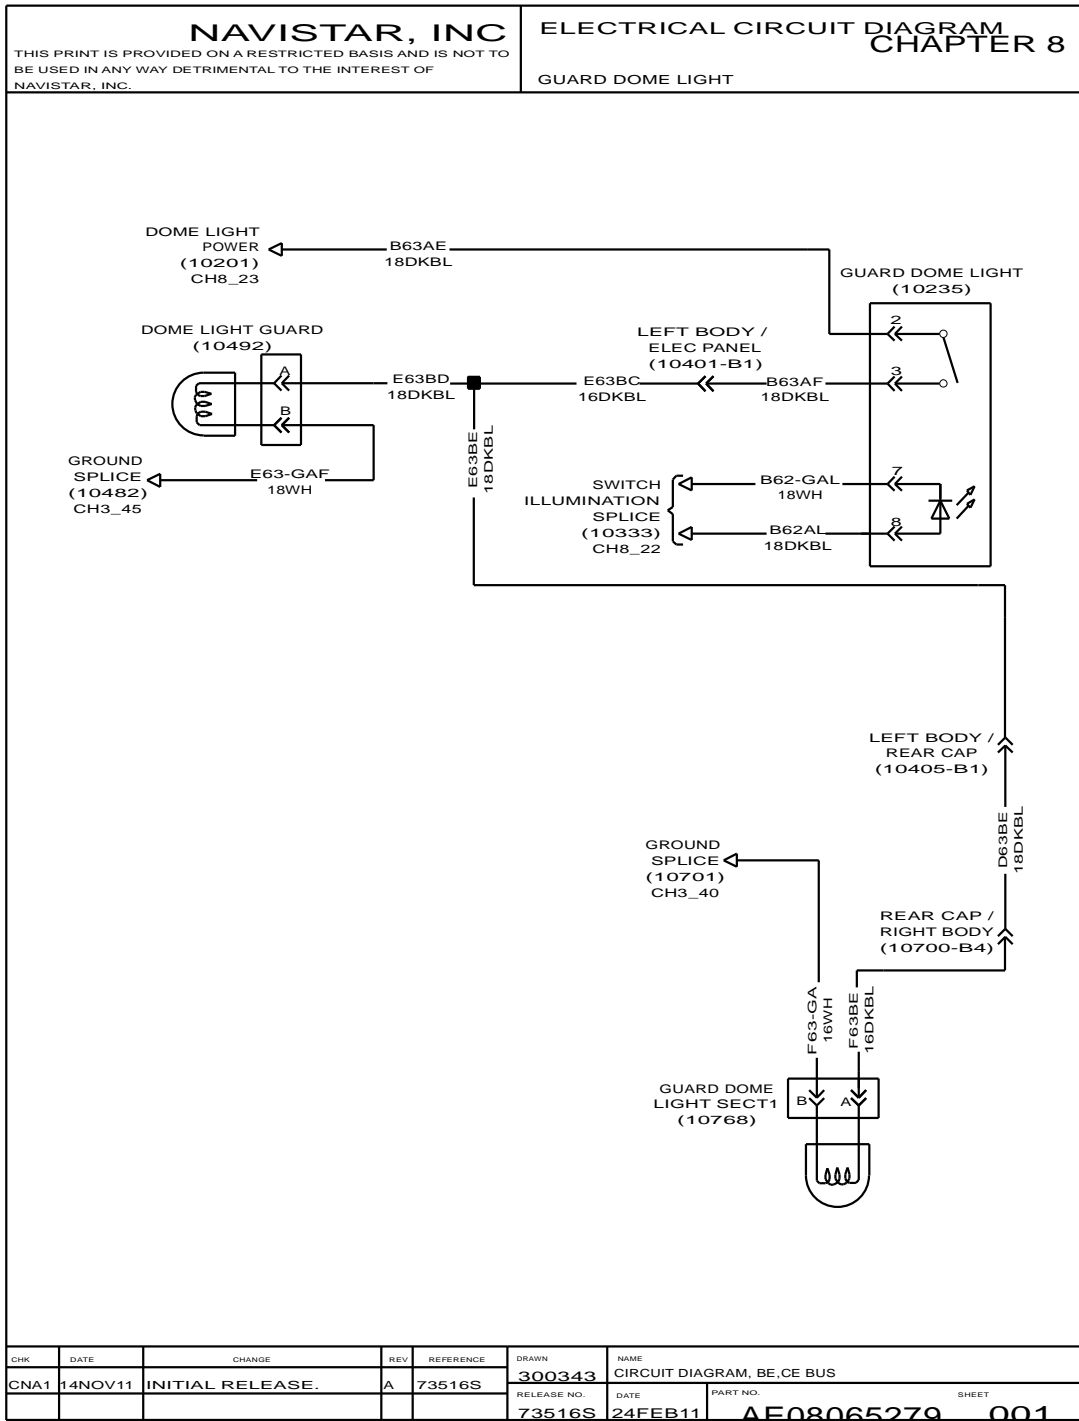 NAVISTAR, INC
THIS PRINT IS PROVIDED ON A RESTRICTED BASIS AND IS NOT TO
BE USED IN ANY WAY DETRIMENTAL TO THE INTEREST OF
NAVISTAR, INC.
ELECTRICAL CIRCUIT DIAGRAM
CHAPTER 8
GUARD DOME LIGHT
DOME LIGHT
POWER
(10201)
CH8_23
B63AE
18DKBL
GUARD DOME LIGHT
(10235)
2
3
7
8
DOME LIGHT GUARD
(10492)
A
B
E63BD
18DKBL
LEFT BODY /
ELEC PANEL
(10401-B1)
E63BC
16DKBL
B63AF
18DKBL
E63BE
18DKBL
GROUND
SPLICE
(10482)
CH3_45
E63-GAF
18WH
SWITCH
ILLUMINATION
SPLICE
(10333)
CH8_22
B62-GAL
18WH
B62AL
18DKBL
LEFT BODY /
REAR CAP
(10405-B1)
D63BE
18DKBL
GROUND
SPLICE
(10701)
CH3_40
REAR CAP /
RIGHT BODY
(10700-B4)
F63-GA
16WH
F63BE
16DKBL
GUARD DOME
LIGHT SECT1
(10768)
B
A
CHK DATE CHANGE REV REFERENCE
CNA1 14NOV11 INITIAL RELEASE. A 73516S
DRAWN
300343
NAME
CIRCUIT DIAGRAM, BE,CE BUS
RELEASE NO.
73516S
DATE
24FEB11
PART NO.
AE08065279
SHEET
001